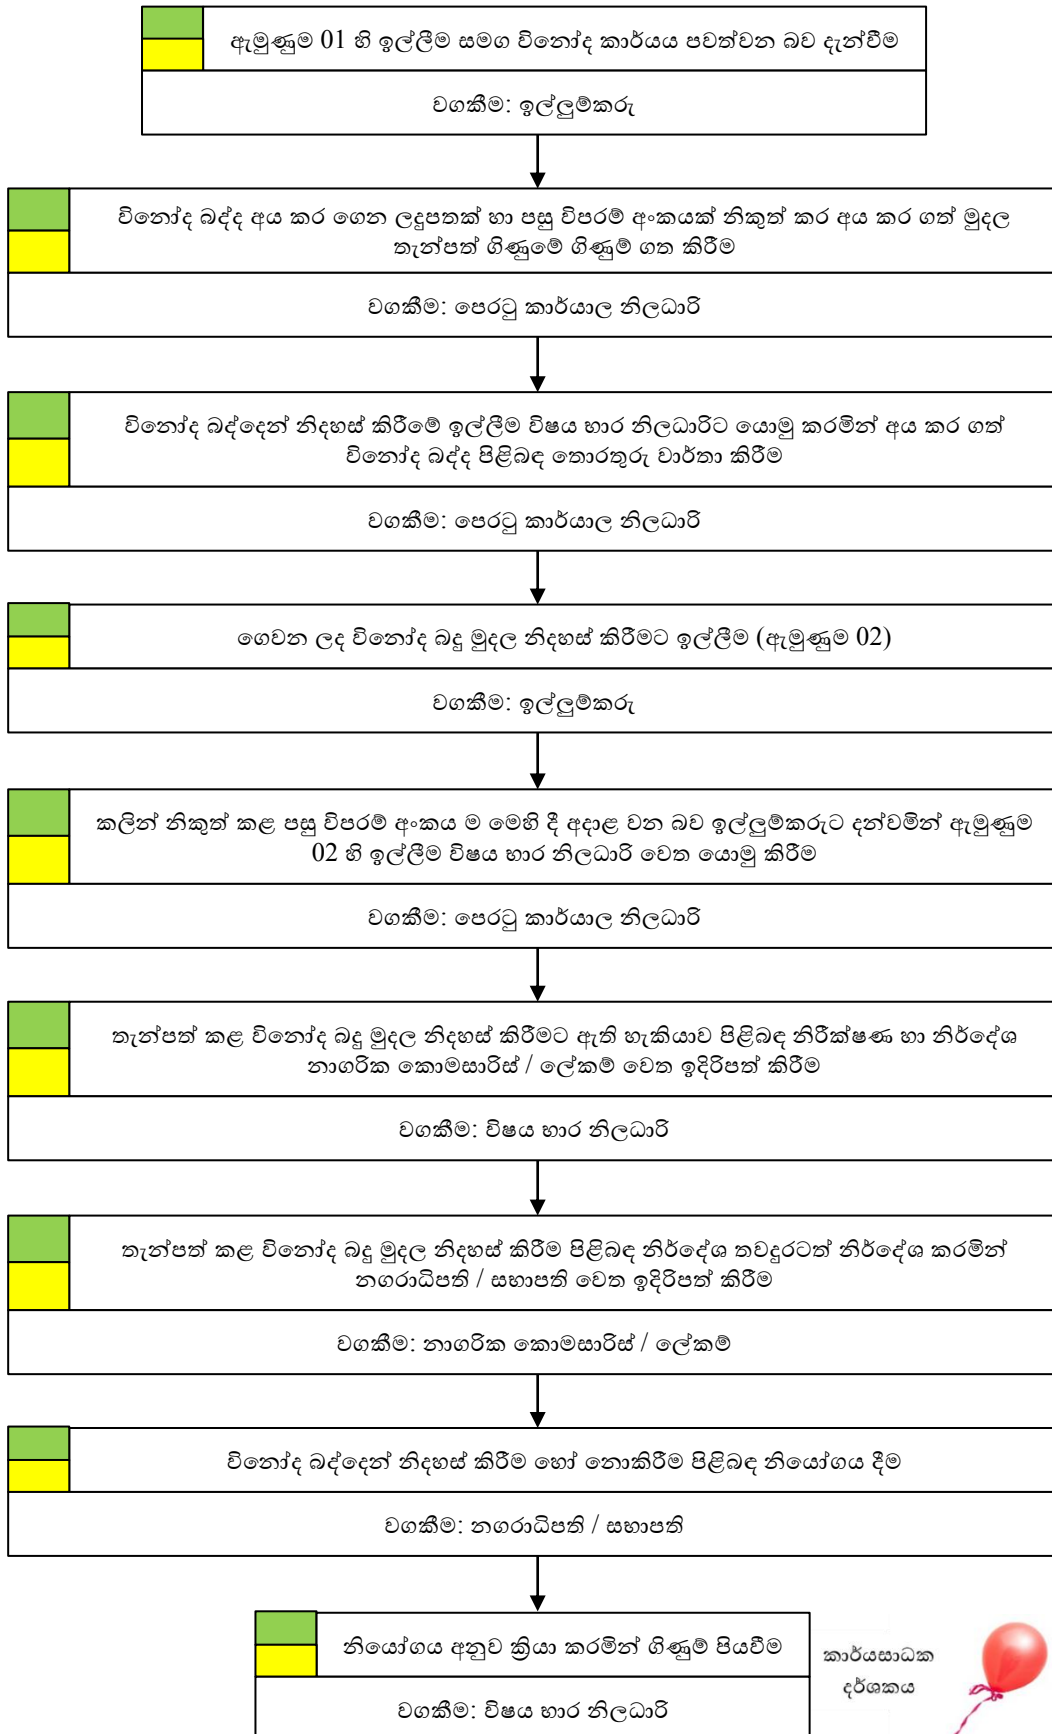 ඇමුණුම 01 හි ඉල්ලීම සමග විනෝද කාර්යය පවත්වන බව දැන්වීම
වගකීම: ඉල්ලුම්කරු
විනෝද බද්ද අය කර ගෙන ලදුපතක් හා පසු විපරම් අංකයක් නිකුත් කර අය කර ගත් මුදල
තැන්පත් ගිණුමේ ගිණුම් ගත කිරීම
වගකීම: පෙරටු කාර්යාල නිලධාරි
විනෝද බද්දෙන් නිදහස් කිරීමේ ඉල්ලීම විෂය භාර නිලධාරිට යොමු කරමින් අය කර ගත්
විනෝද බද්ද පිළිබඳ තොරතුරු වාර්තා කිරීම
වගකීම: පෙරටු කාර්යාල නිලධාරි
ගෙවන ලද විනෝද බදු මුදල නිදහස් කිරීමට ඉල්ලීම (ඇමුණුම 02)
වගකීම: ඉල්ලුම්කරු
කලින් නිකුත් කළ පසු විපරම් අංකය ම මෙහි දී අදාළ වන බව ඉල්ලුම්කරුට දන්වමින් ඇමුණුම
02 හි ඉල්ලීම විෂය භාර නිලධාරි වෙත යොමු කිරීම
වගකීම: පෙරටු කාර්යාල නිලධාරි
තැන්පත් කළ විනෝද බදු මුදල නිදහස් කිරීමට ඇති හැකියාව පිළිබඳ නිරීක්ෂණ හා නිර්දේශ
නාගරික කොමසාරිස් / ලේකම් වෙත ඉදිරිපත් කිරීම
වගකීම: විෂය භාර නිලධාරි
තැන්පත් කළ විනෝද බදු මුදල නිදහස් කිරීම පිළිබඳ නිර්දේශ තවදුරටත් නිර්දේශ කරමින්
නගරාධිපති / සභාපති වෙත ඉදිරිපත් කිරීම
වගකීම: නාගරික කොමසාරිස් / ලේකම්
විනෝද බද්දෙන් නිදහස් කිරීම හෝ නොකිරීම පිළිබඳ නියෝගය දීම
වගකීම: නගරාධිපති / සභාපති
නියෝගය අනුව ක්‍රියා කරමින් ගිණුම් පියවීම
වගකීම: විෂය භාර නිලධාරි
කාර්යසාධක
දර්ශකය